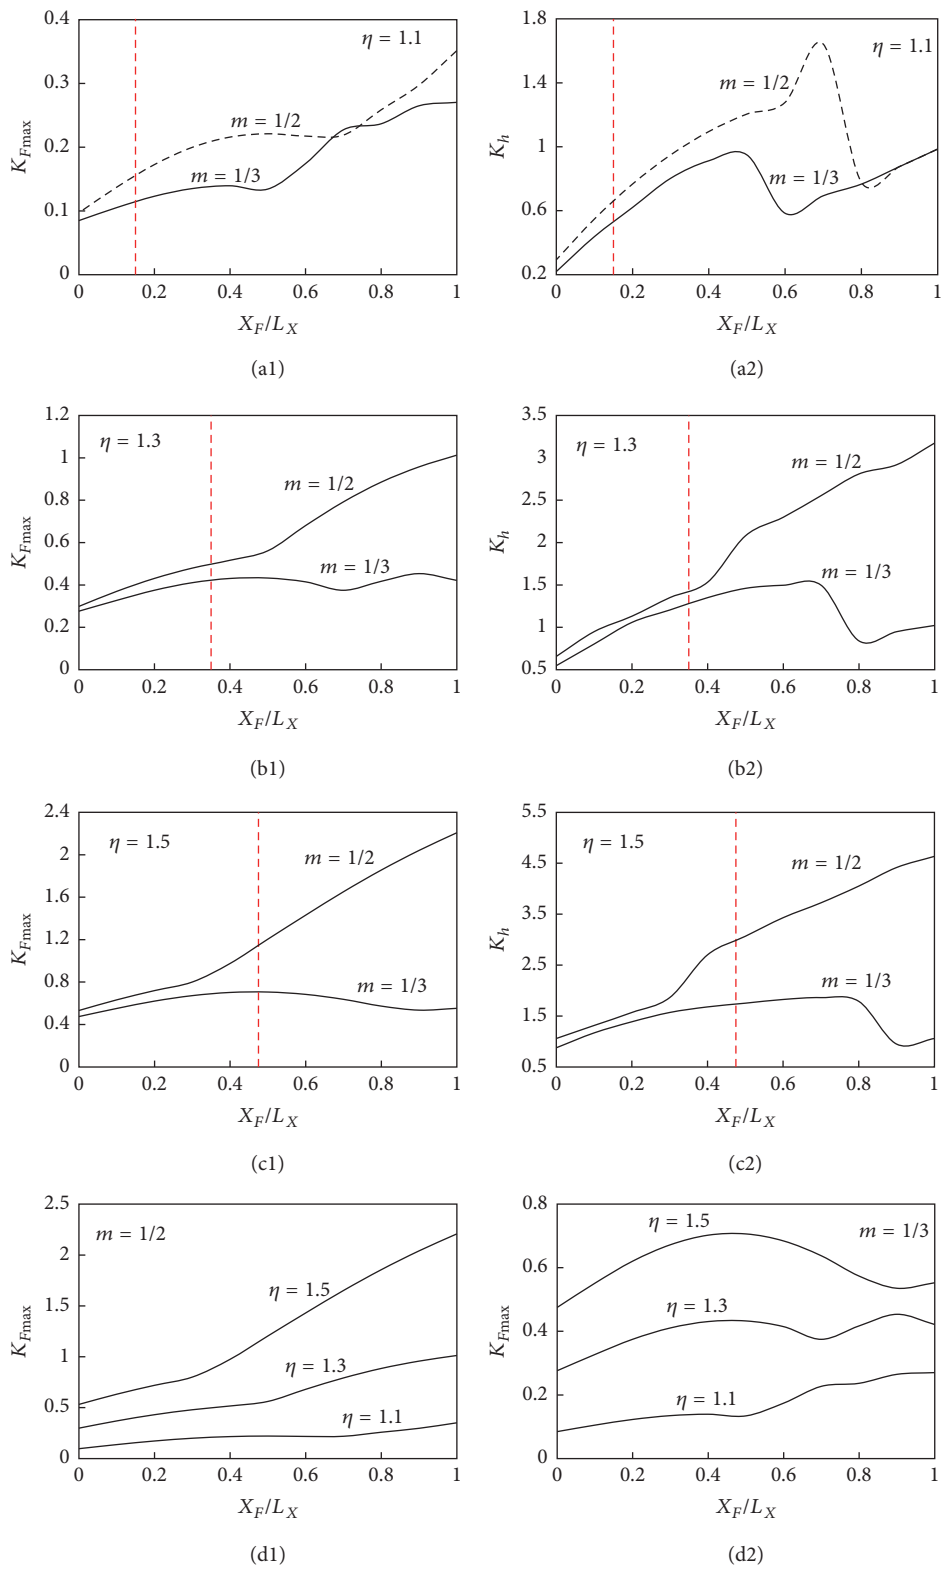 0.4
0.3
0.2
0.1
0
K_Fmax
η = 1.1
m = 1/2
m = 1/3
0 0.2 0.4 0.6 0.8 1
X_F/L_X
(a1)
1.8
1.4
1
0.6
0.2
K_h
η = 1.1
m = 1/2
m = 1/3
0 0.2 0.4 0.6 0.8 1
X_F/L_X
(a2)
1.2
1
0.8
0.6
0.4
0.2
0
K_Fmax
η = 1.3
m = 1/2
m = 1/3
0 0.2 0.4 0.6 0.8 1
X_F/L_X
(b1)
3.5
3
2.5
2
1.5
1
0.5
K_h
η = 1.3
m = 1/2
m = 1/3
0 0.2 0.4 0.6 0.8 1
X_F/L_X
(b2)
2.4
2
1.6
1.2
0.8
0.4
0
K_Fmax
η = 1.5
m = 1/2
m = 1/3
0 0.2 0.4 0.6 0.8 1
X_F/L_X
(c1)
5.5
4.5
3.5
2.5
1.5
0.5
K_h
η = 1.5
m = 1/2
m = 1/3
0 0.2 0.4 0.6 0.8 1
X_F/L_X
(c2)
2.5
2
1.5
1
0.5
0
K_Fmax
m = 1/2
η = 1.5
η = 1.3
η = 1.1
0 0.2 0.4 0.6 0.8 1
X_F/L_X
(d1)
0.8
0.6
0.4
0.2
0
K_Fmax
η = 1.5
m = 1/3
η = 1.3
η = 1.1
0 0.2 0.4 0.6 0.8 1
X_F/L_X
(d2)